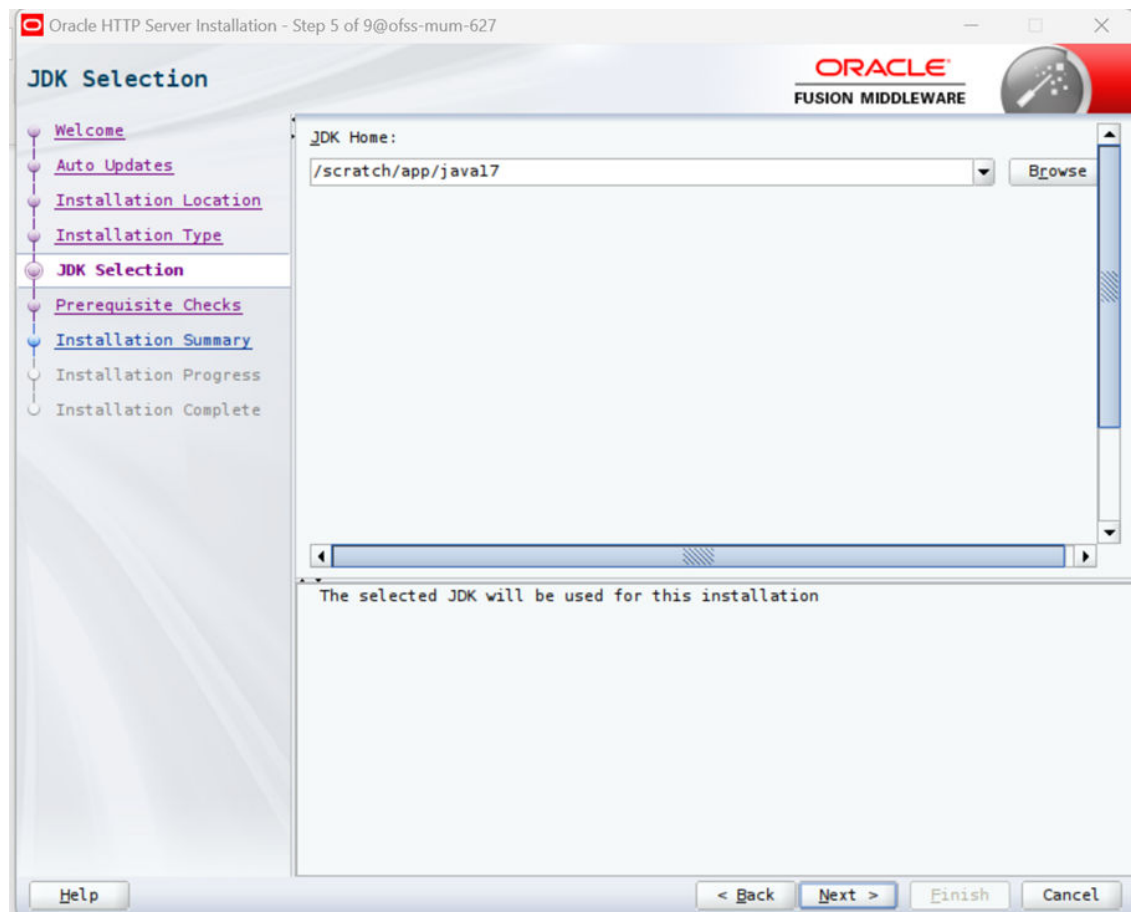 Oracle HTTP Server Installation - Step 5 of 9@ofss-mum-627
JDK Selection
ORACLE
FUSION MIDDLEWARE
Welcome
Auto Updates
Installation Location
Installation Type
JDK Selection
Prerequisite Checks
Installation Summary
Installation Progress
Installation Complete
JDK Home:
/scratch/app/java17
Browse
The selected JDK will be used for this installation
Help
< Back
Next >
Finish
Cancel